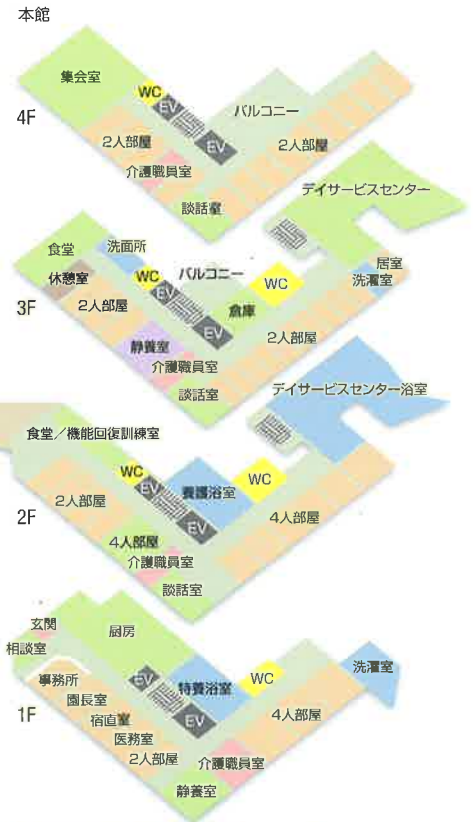 本館
4F
集会室
WC
EV
EV
バルコニー
2人部屋
2人部屋
介護職員室
談話室
3F
デイサービスセンター
食堂
洗面所
WC
EV
EV
バルコニー
WC
倉庫
居室
洗濯室
休憩室
2人部屋
2人部屋
静養室
介護職員室
談話室
2F
デイサービスセンター浴室
食堂／機能回復訓練室
WC
EV
EV
養護浴室
WC
2人部屋
4人部屋
4人部屋
介護職員室
談話室
1F
玄関
相談室
厨房
EV
EV
特養浴室
WC
洗濯室
事務所
園長室
宿直室
医務室
2人部屋
4人部屋
介護職員室
静養室